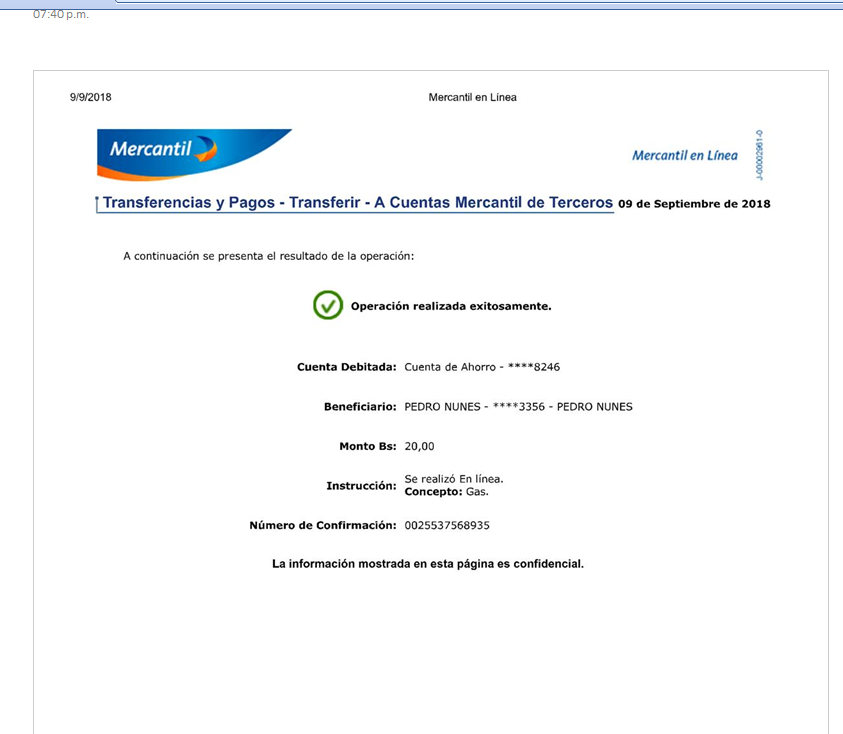 07:40 p.m.
9/9/2018 Mercantil en Línea
Mercantil
Mercantil en Línea
J-00002961-0
Transferencias y Pagos - Transferir - A Cuentas Mercantil de Terceros 09 de Septiembre de 2018
A continuación se presenta el resultado de la operación:
Operación realizada exitosamente.
Cuenta Debitada: Cuenta de Ahorro - ****8246
Beneficiario: PEDRO NUNES - ****3356 - PEDRO NUNES
Monto Bs: 20,00
Instrucción: Se realizó En línea.
Concepto: Gas.
Número de Confirmación: 0025537568935
La información mostrada en esta página es confidencial.